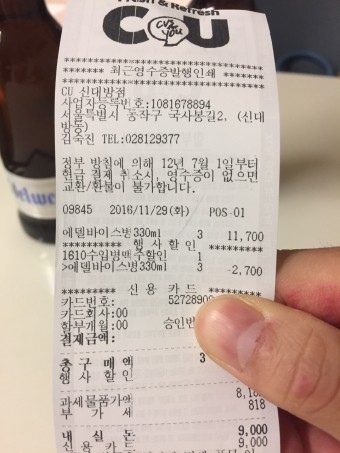 Fresh & Refresh
CVS YOU
CU
******* 최근영수증발행인쇄 *******
CU 신대방점
사업자등록번호:1081678894
서울특별시 동작구 국사봉길2, (신대
방동)
김숙진 TEL:028129377
정부 방침에 의해 12년 7월 1일부터
현금 결제 취소시, 영수증이 없으면
교환/환불이 불가합니다.
09845 2016/11/29(화) POS-01
에델바이스병330ml 3 11,700
********** 행 사 할 인 **********
1610수입병맥주할인 1
>에델바이스병330ml 3 -2,700
********** 신 용 카 드 **********
카드번호: 5272890
카드회사:00
할부개월:00 승인번
결제금액:
총 구 매 액 3
행 사 할 인
과세물품가액 8,18
부 가 세 818
내 실 돈 9,000
신 용 카 드 9,000
delwe